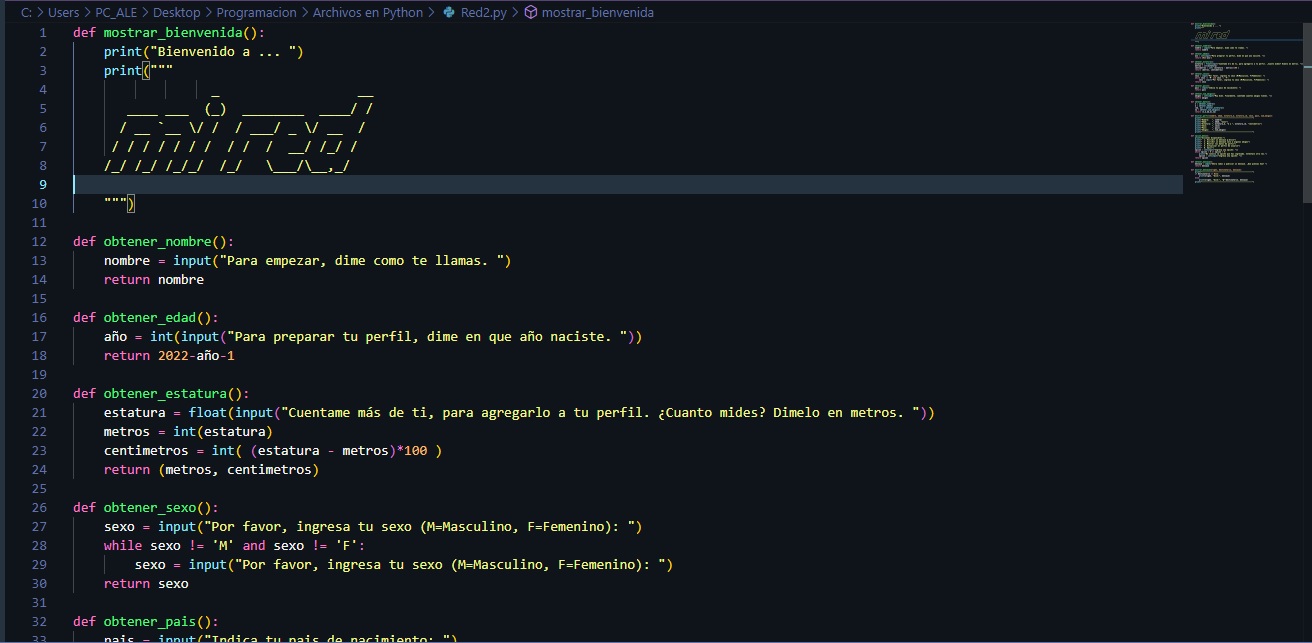 C: > Users > PC_ALE > Desktop > Programacion > Archivos en Python > Red2.py > mostrar_bienvenida
1 def mostrar_bienvenida():
2     print("Bienvenido a ... ")
3     print("""
4                   _                  __
5        ____ ___  (_)  ________  ____/ /
6       / __ `__ \/ /  / ___/ _ \/ __  /
7      / / / / / / /  / /  /  __/ /_/ /
8     /_/ /_/ /_/_/  /_/   \___/\__,_/
9
10     """)
11
12 def obtener_nombre():
13     nombre = input("Para empezar, dime como te llamas. ")
14     return nombre
15
16 def obtener_edad():
17     año = int(input("Para preparar tu perfil, dime en que año naciste. "))
18     return 2022-año-1
19
20 def obtener_estatura():
21     estatura = float(input("Cuentame más de ti, para agregarlo a tu perfil. ¿Cuanto mides? Dimelo en metros. "))
22     metros = int(estatura)
23     centimetros = int( (estatura - metros)*100 )
24     return (metros, centimetros)
25
26 def obtener_sexo():
27     sexo = input("Por favor, ingresa tu sexo (M=Masculino, F=Femenino): ")
28     while sexo != 'M' and sexo != 'F':
29         sexo = input("Por favor, ingresa tu sexo (M=Masculino, F=Femenino): ")
30     return sexo
31
32 def obtener_pais():
33     pais = input("Indica tu pais de nacimiento: ")